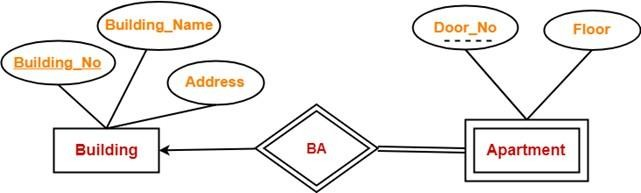 Building_Name
Door_No
Floor
Building_No
Address
Building
BA
Apartment